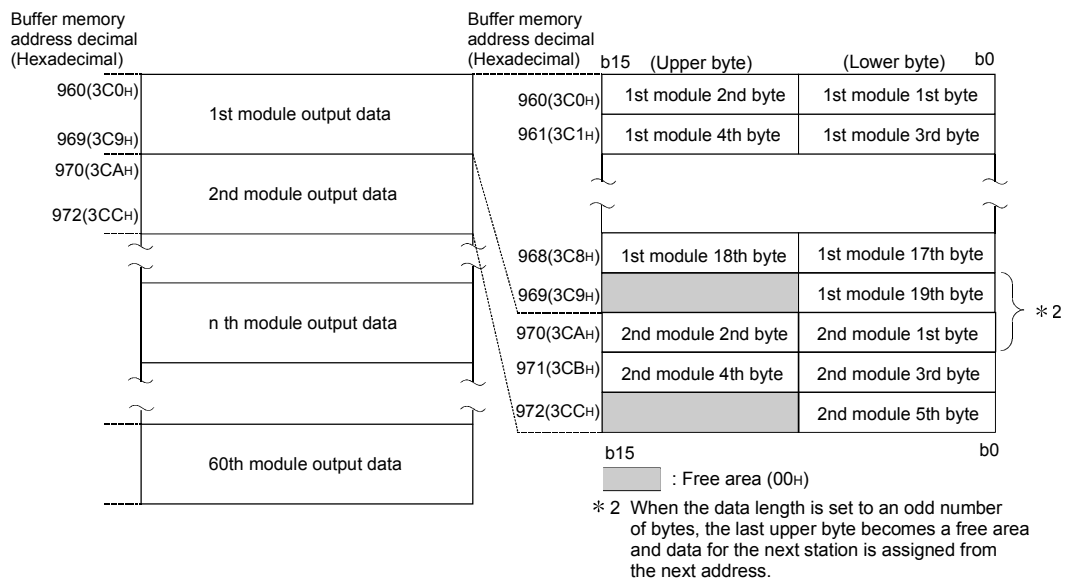 Buffer memory
address decimal
(Hexadecimal)
960(3C0H)
1st module output data
969(3C9H)
970(3CAH)
2nd module output data
972(3CCH)
n th module output data
60th module output data
Buffer memory
address decimal
(Hexadecimal)
b15 (Upper byte) (Lower byte) b0
960(3C0H) 1st module 2nd byte 1st module 1st byte
961(3C1H) 1st module 4th byte 1st module 3rd byte
968(3C8H) 1st module 18th byte 1st module 17th byte
969(3C9H) 1st module 19th byte
＊2
970(3CAH) 2nd module 2nd byte 2nd module 1st byte
971(3CBH) 2nd module 4th byte 2nd module 3rd byte
972(3CCH) 2nd module 5th byte
b15 b0
: Free area (00H)
＊2 When the data length is set to an odd number
of bytes, the last upper byte becomes a free area
and data for the next station is assigned from
the next address.